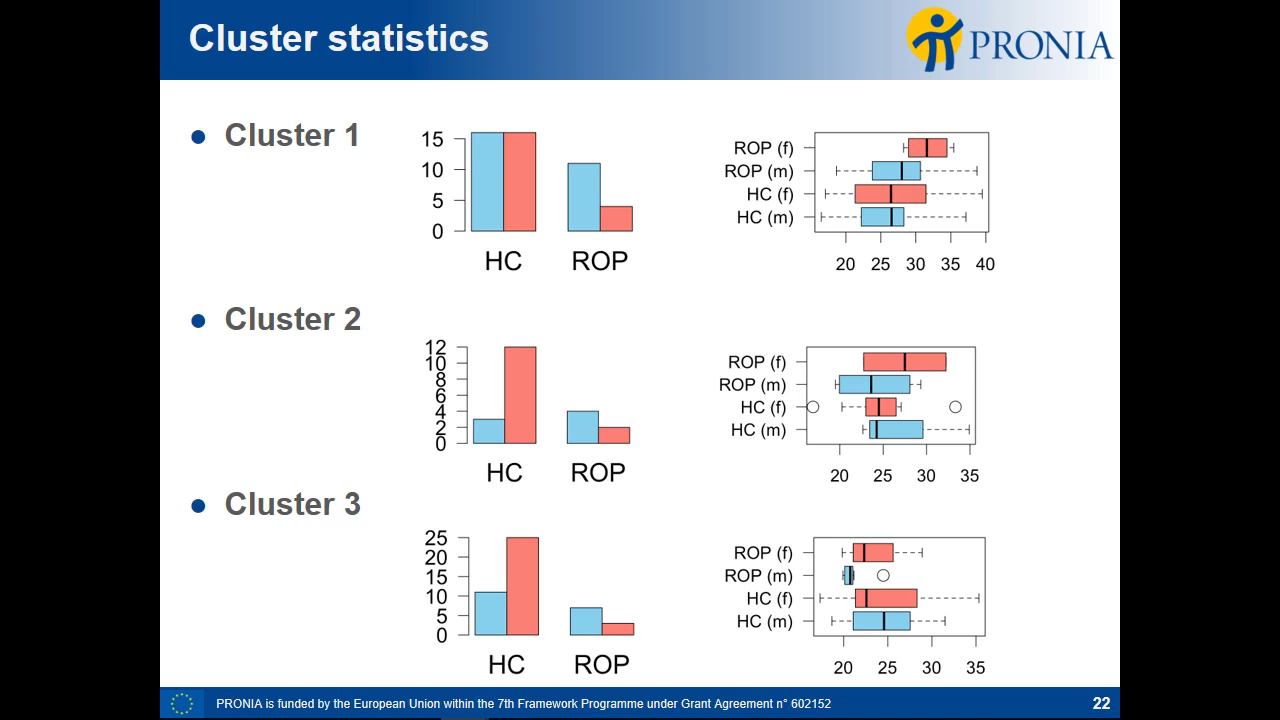 Cluster statistics
PRONIA
Cluster 1
15
10
5
0
HC ROP
ROP (f)
ROP (m)
HC (f)
HC (m)
20 25 30 35 40
Cluster 2
12
10
8
6
4
2
0
HC ROP
ROP (f)
ROP (m)
HC (f)
HC (m)
20 25 30 35
Cluster 3
25
20
15
10
5
0
HC ROP
ROP (f)
ROP (m)
HC (f)
HC (m)
20 25 30 35
PRONIA is funded by the European Union within the 7th Framework Programme under Grant Agreement n° 602152
22